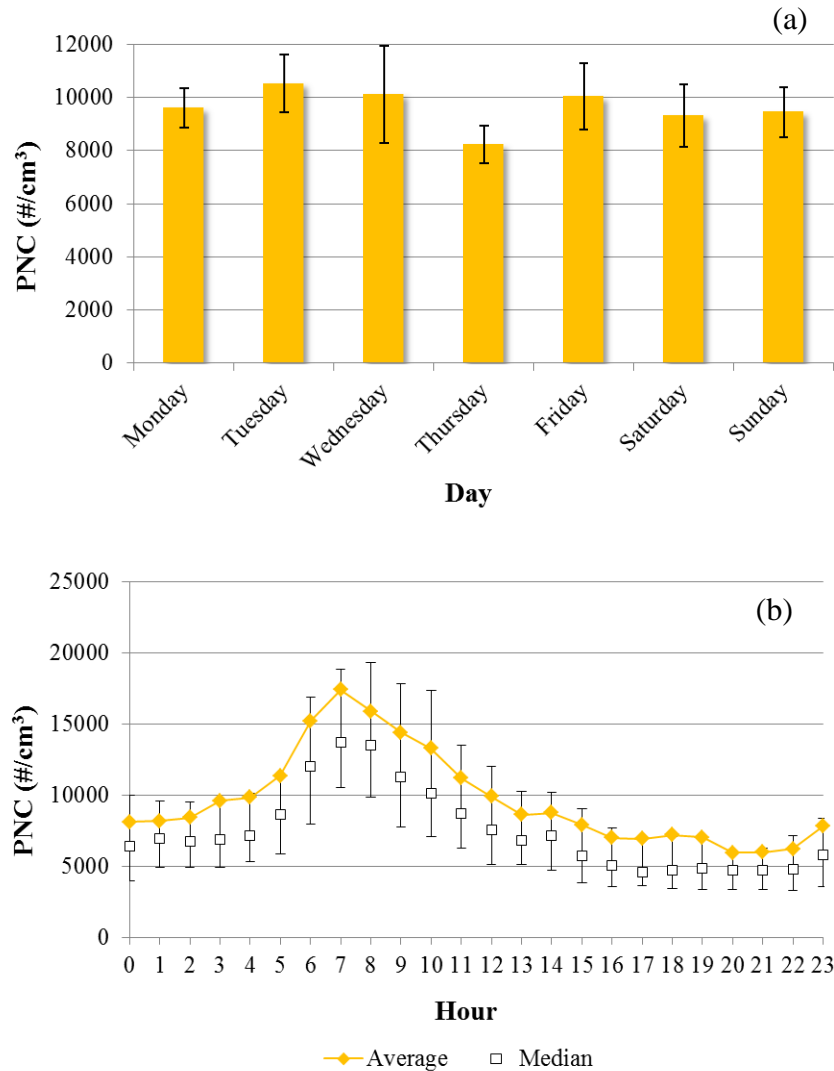 (a)
12000
10000
8000
6000
4000
2000
0
PNC (#/cm³)
Monday Tuesday Wednesday Thursday Friday Saturday Sunday
Day
(b)
25000
20000
15000
10000
5000
0
PNC (#/cm³)
0 1 2 3 4 5 6 7 8 9 10 11 12 13 14 15 16 17 18 19 20 21 22 23
Hour
Average Median